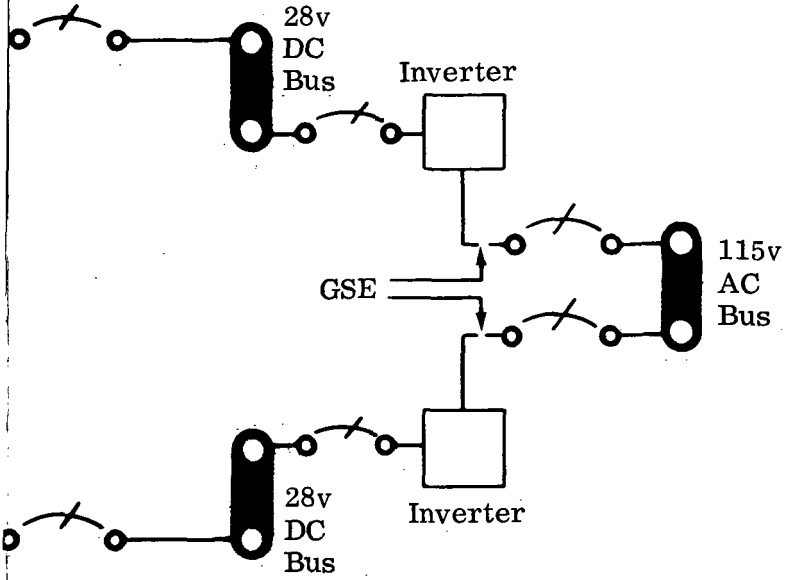 28v
DC
Bus
Inverter
GSE
115v
AC
Bus
28v
DC
Bus
Inverter